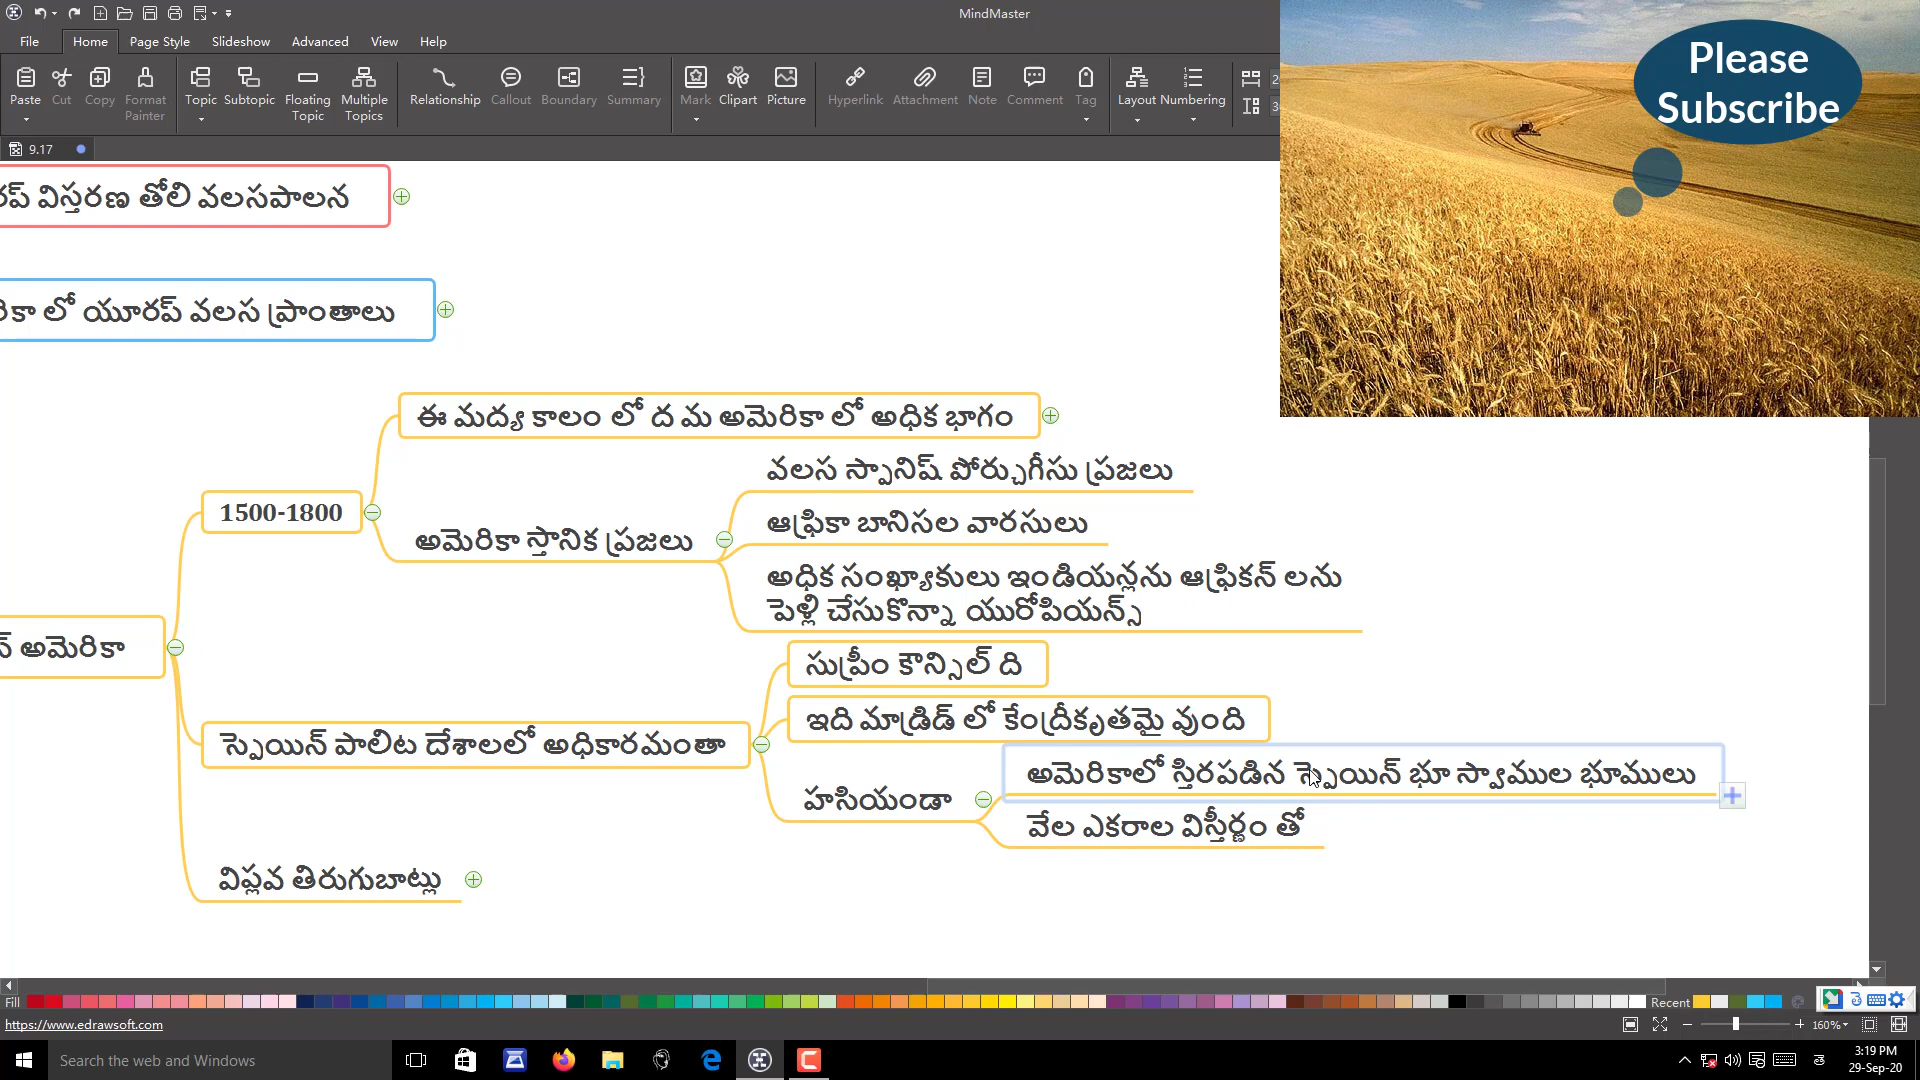 MindMaster
File Home Page Style Slideshow Advanced View Help
Paste Cut Copy Format Painter Topic Subtopic Floating Topic Multiple Topics Relationship Callout Boundary Summary Mark Clipart Picture Hyperlink Attachment Note Comment Tag Layout Numbering
9.17
Please
Subscribe
రప్ విస్తరణ తోలి వలసపాలన
రికా లో యూరప్ వలస ప్రాంతాలు
ఈ మద్య కాలం లో ద మ అమెరికా లో అధిక భాగం
వలస స్పానిష్ పోర్చుగీసు ప్రజలు
1500-1800
ఆఫ్రికా బానిసల వారసులు
అమెరికా స్తానిక ప్రజలు
అధిక సంఖ్యాకులు ఇండియన్లను ఆఫ్రికన్ లను
పెళ్లి చేసుకొన్నా యురోపియన్స్
న్ అమెరికా
సుప్రీం కౌన్సిల్ ది
ఇది మాడ్రిడ్ లో కేంద్రీకృతమై వుంది
స్పెయిన్ పాలిట దేశాలలో అధికారమంతా
అమెరికాలో స్తిరపడిన స్పెయిన్ భూ స్వాముల భూములు
హసియండా
వేల ఎకరాల విస్తీర్ణం తో
విప్లవ తిరుగుబాట్లు
Fill Recent
https://www.edrawsoft.com 160%
Search the web and Windows
3:19 PM
29-Sep-20